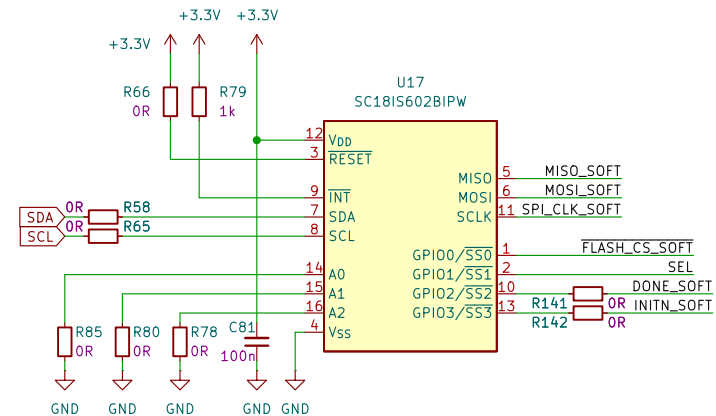 +3.3V +3.3V
+3.3V
U17
SC18IS602BIPW
R66 0R
R79 1k
12 VDD
3 RESET
9 INT
7 SDA
8 SCL
14 A0
15 A1
16 A2
4 VSS
MISO 5 MISO_SOFT
MOSI 6 MOSI_SOFT
SCLK 11 SPI_CLK_SOFT
GPIO0/SS0 1 FLASH_CS_SOFT
GPIO1/SS1 2 SEL
GPIO2/SS2 10 DONE_SOFT
R141 0R
GPIO3/SS3 13 INITN_SOFT
R142 0R
SDA 0R R58
SCL 0R R65
R85 0R
R80 0R
R78 0R
C81 100n
GND GND GND GND GND